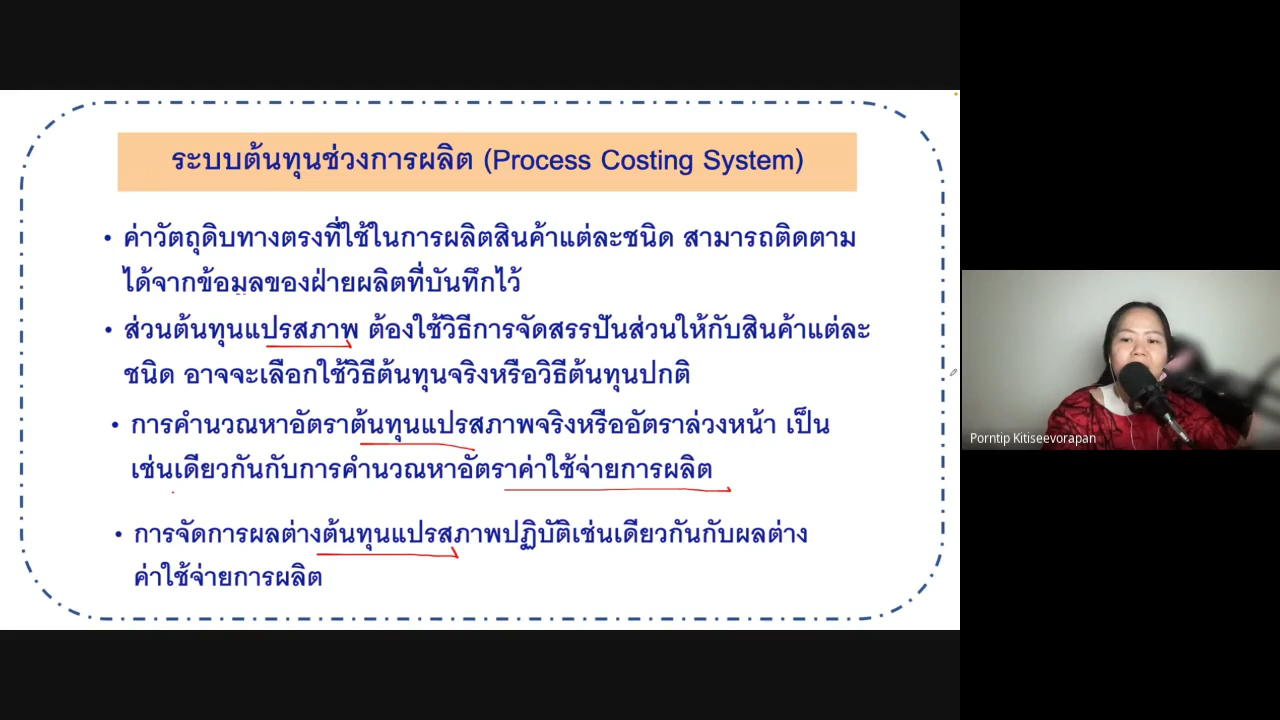 ระบบต้นทุนช่วงการผลิต (Process Costing System)
• ค่าวัตถุดิบทางตรงที่ใช้ในการผลิตสินค้าแต่ละชนิด สามารถติดตาม
ได้จากข้อมูลของฝ่ายผลิตที่บันทึกไว้
• ส่วนต้นทุนแปรสภาพ ต้องใช้วิธีการจัดสรรปันส่วนให้กับสินค้าแต่ละ
ชนิด อาจจะเลือกใช้วิธีต้นทุนจริงหรือวิธีต้นทุนปกติ
• การคำนวณหาอัตราต้นทุนแปรสภาพจริงหรืออัตราล่วงหน้า เป็น
เช่นเดียวกันกับการคำนวณหาอัตราค่าใช้จ่ายการผลิต
• การจัดการผลต่างต้นทุนแปรสภาพปฏิบัติเช่นเดียวกันกับผลต่าง
ค่าใช้จ่ายการผลิต
Porntip Kitiseevorapan